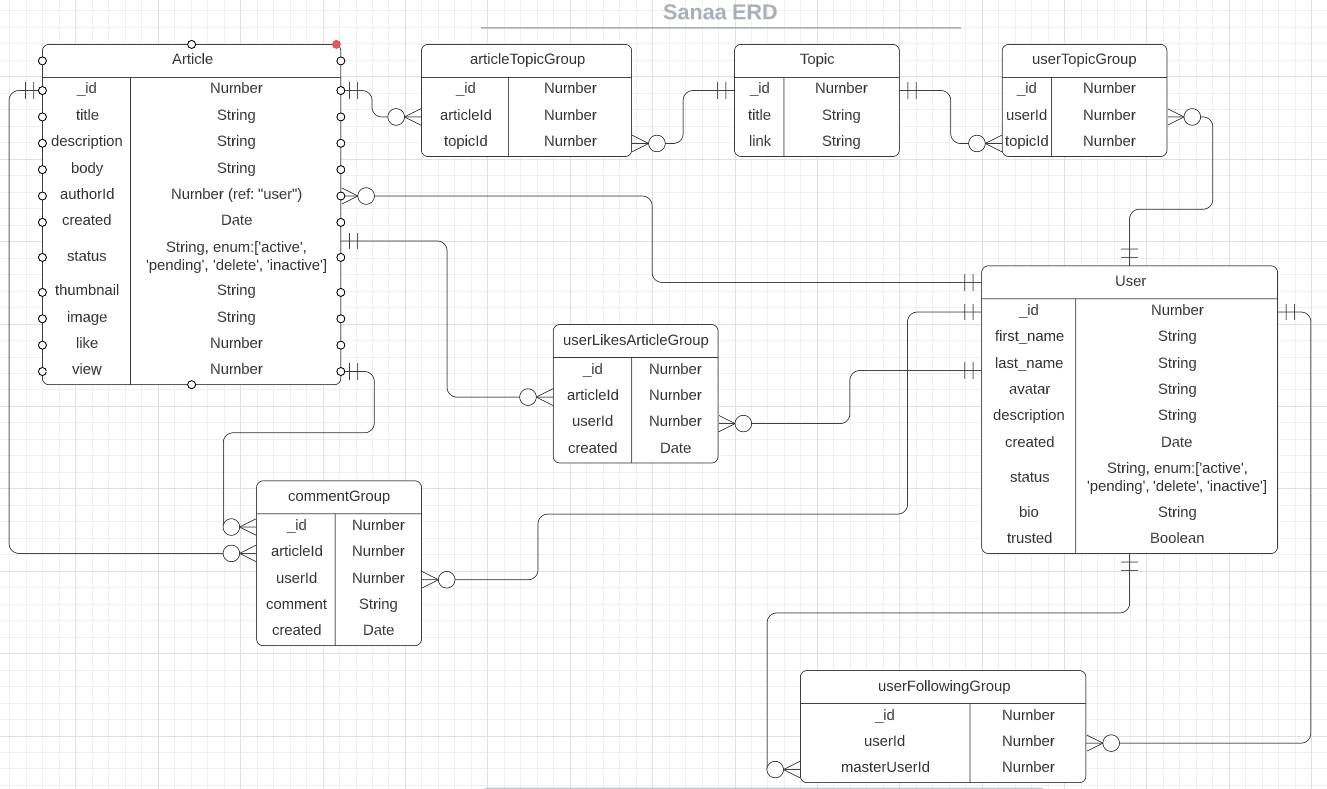 Sanaa ERD
Article
_id Number
title String
description String
body String
authorId Number (ref: "user")
created Date
status String, enum:['active',
'pending', 'delete', 'inactive']
thumbnail String
image String
like Number
view Number
articleTopicGroup
_id Number
articleId Number
topicId Number
Topic
_id Number
title String
link String
userTopicGroup
_id Number
userId Number
topicId Number
User
_id Number
first_name String
last_name String
avatar String
description String
created Date
status String, enum:['active',
'pending', 'delete', 'inactive']
bio String
trusted Boolean
userLikesArticleGroup
_id Number
articleId Number
userId Number
created Date
commentGroup
_id Number
articleId Number
userId Number
comment String
created Date
userFollowingGroup
_id Number
userId Number
masterUserId Number